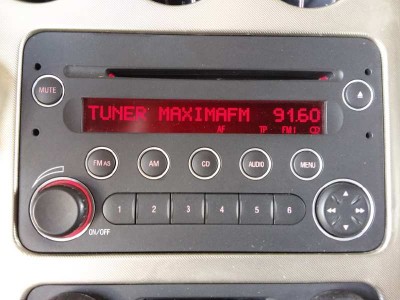 MUTE
TUNER MAXIMAFM 91.60
AF TP FM1 CD
FM AS AM CD AUDIO MENU
1 2 3 4 5 6
ON/OFF